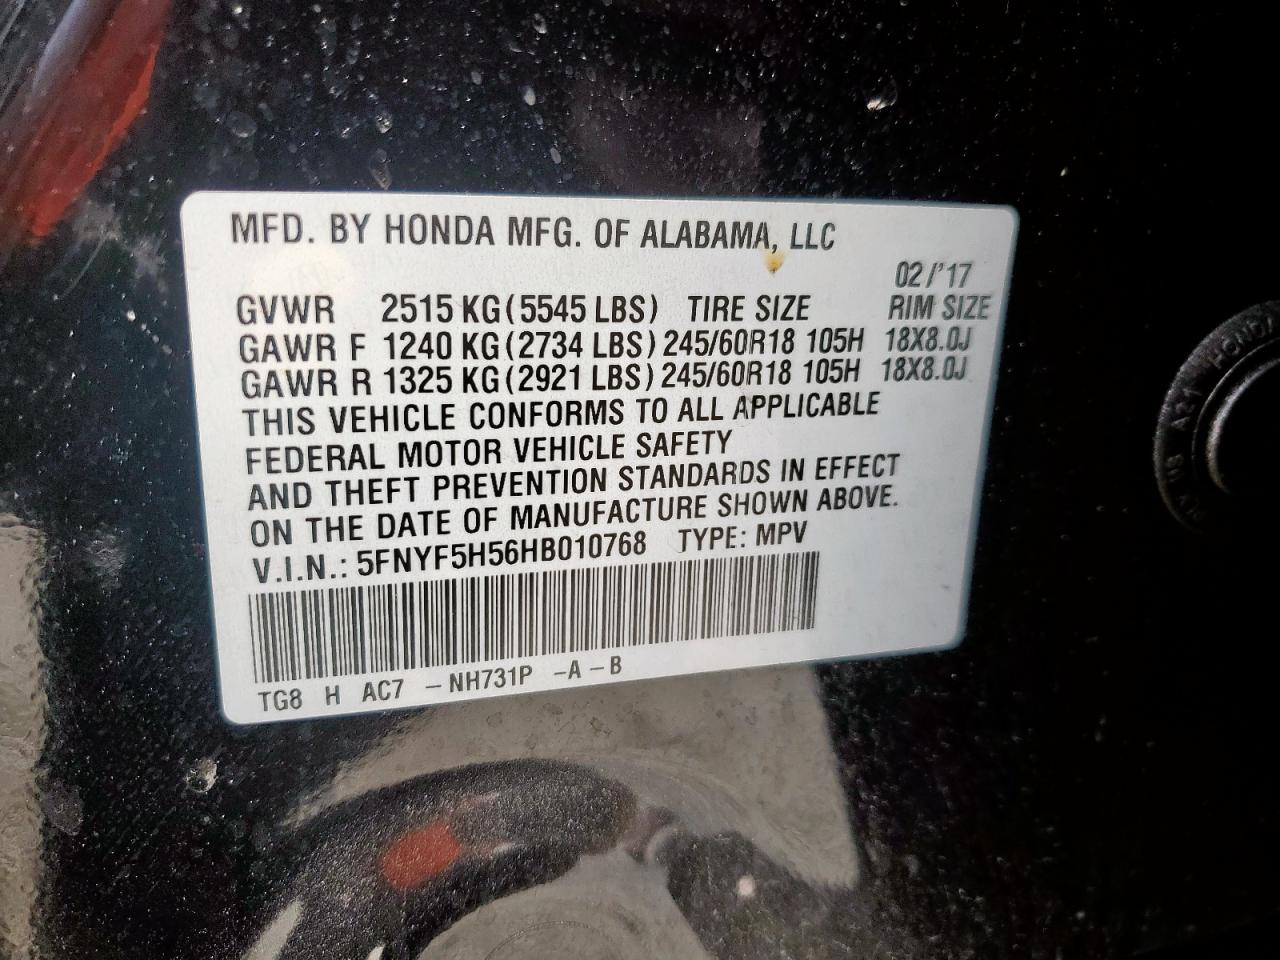 MFD. BY HONDA MFG. OF ALABAMA, LLC
02/'17
GVWR 2515 KG (5545 LBS) TIRE SIZE RIM SIZE
GAWR F 1240 KG (2734 LBS) 245/60R18 105H 18X8.0J
GAWR R 1325 KG (2921 LBS) 245/60R18 105H 18X8.0J
THIS VEHICLE CONFORMS TO ALL APPLICABLE
FEDERAL MOTOR VEHICLE SAFETY
AND THEFT PREVENTION STANDARDS IN EFFECT
ON THE DATE OF MANUFACTURE SHOWN ABOVE.
V.I.N.: 5FNYF5H56HB010768 TYPE: MPV
TG8 H AC7 -NH731P -A-B
HONDA